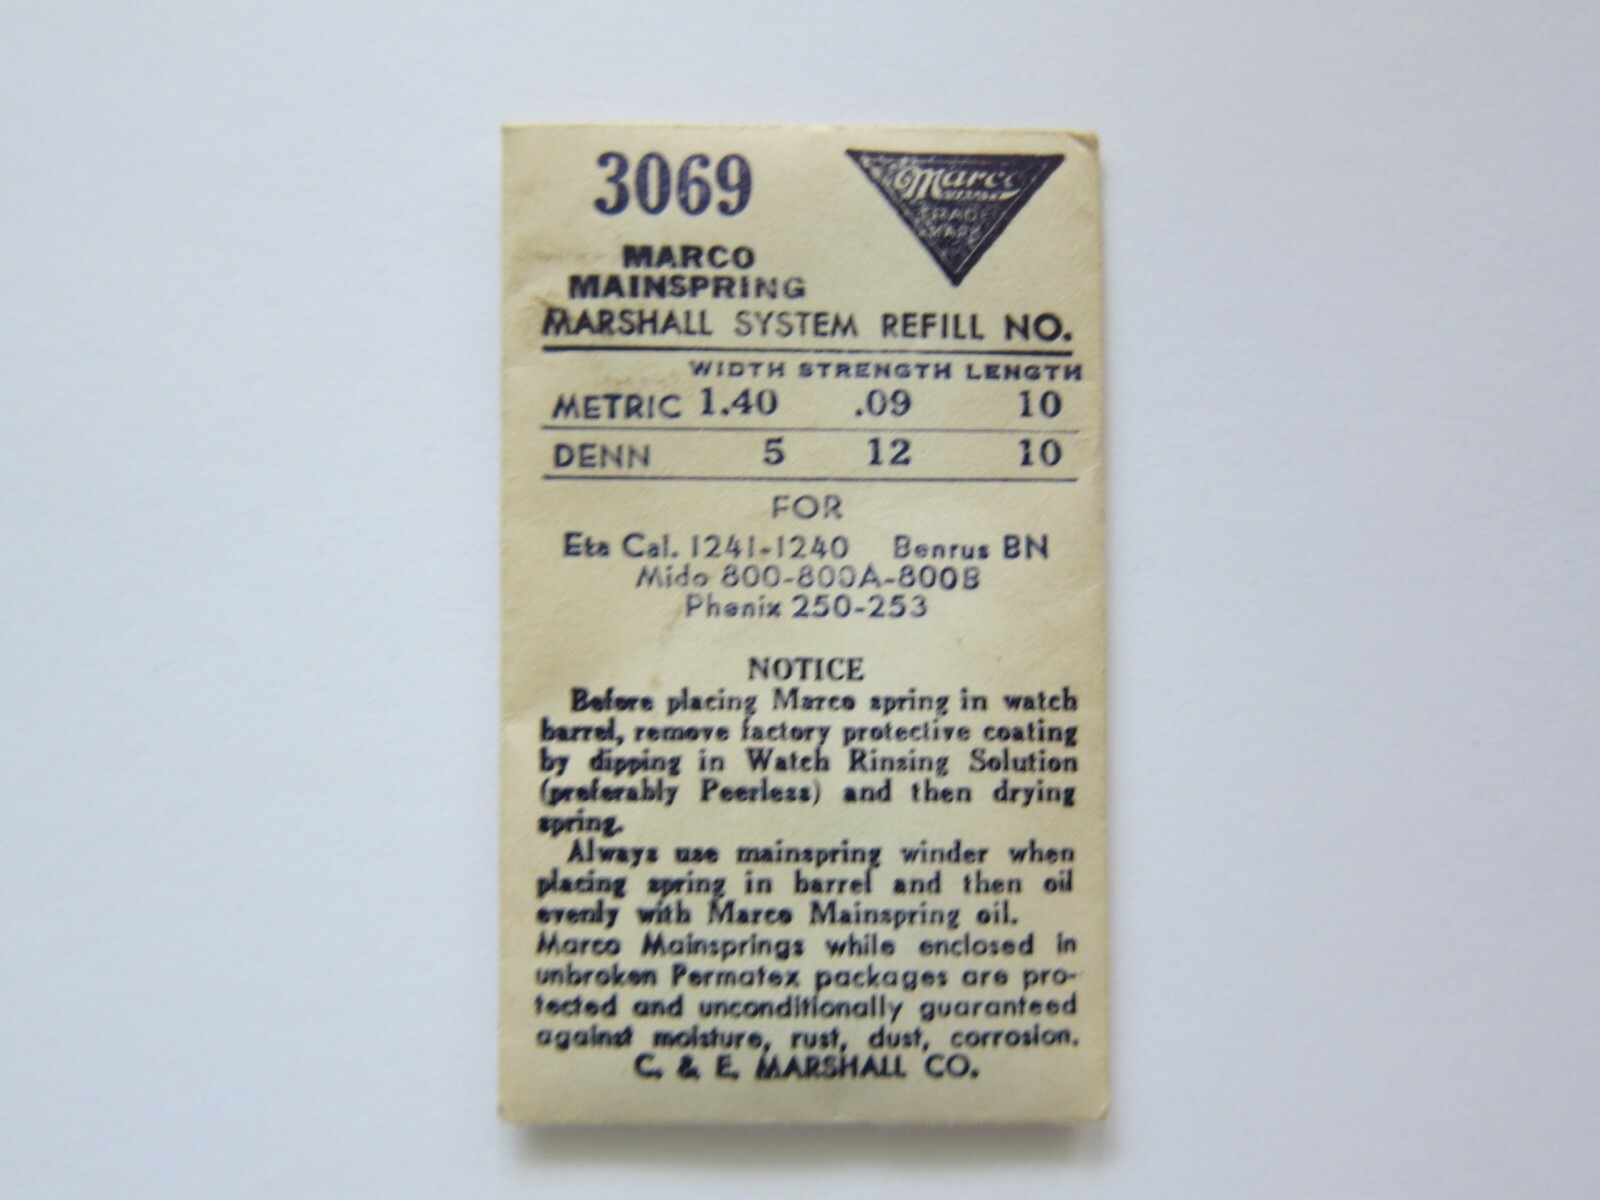 3069
Marco
TRADE
MARK
MARCO
MAINSPRING
MARSHALL SYSTEM REFILL NO.
WIDTH STRENGTH LENGTH
METRIC 1.40 .09 10
DENN 5 12 10
FOR
Eta Cal. 1241-1240 Benrus BN
Mido 800-800A-800B
Phenix 250-253
NOTICE
Before placing Marco spring in watch
barrel, remove factory protective coating
by dipping in Watch Rinsing Solution
(preferably Peerless) and then drying
spring.
Always use mainspring winder when
placing spring in barrel and then oil
evenly with Marco Mainspring oil.
Marco Mainsprings while enclosed in
unbroken Permatex packages are pro-
tected and unconditionally guaranteed
against moisture, rust, dust, corrosion.
C. & E. MARSHALL CO.